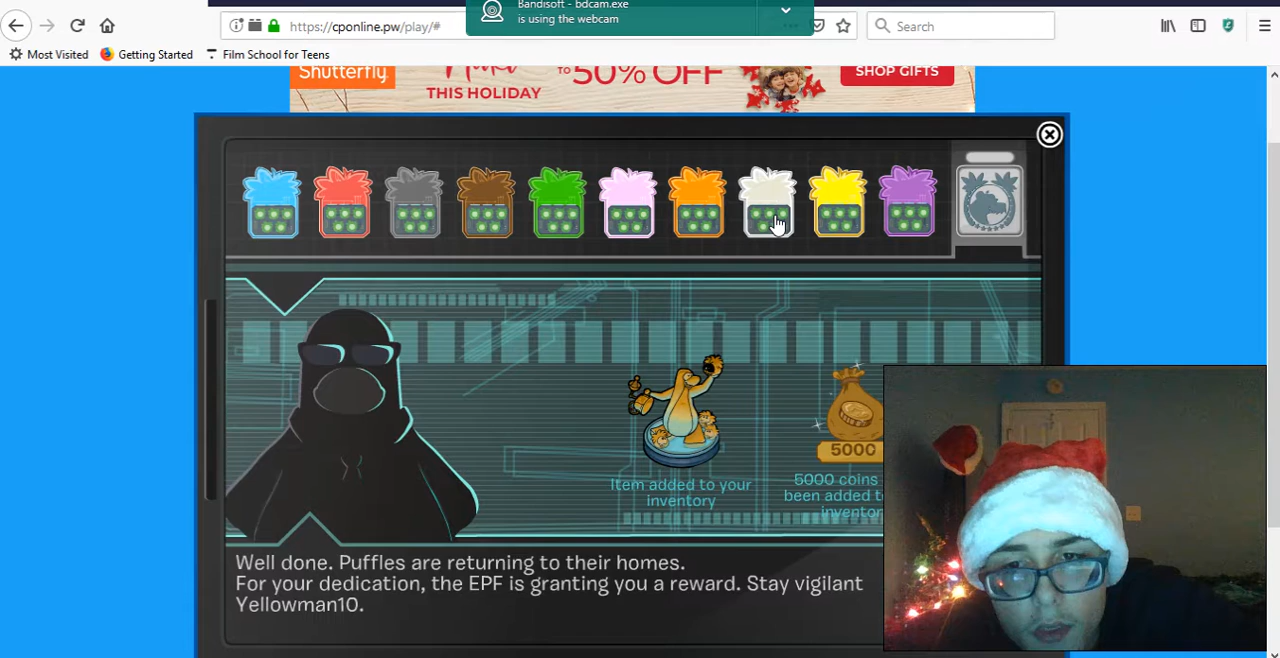 Bandisoft - bdcam.exe
is using the webcam
https://cponline.pw/play/#
Search
Most Visited
Getting Started
Film School for Teens
Shutterfly
THIS HOLIDAY
TO 50% OFF
SHOP GIFTS
5000
Item added to your
inventory
5000 coins
been added to
Well done. Puffles are returning to their homes.
For your dedication, the EPF is granting you a reward. Stay vigilant
Yellowman10.